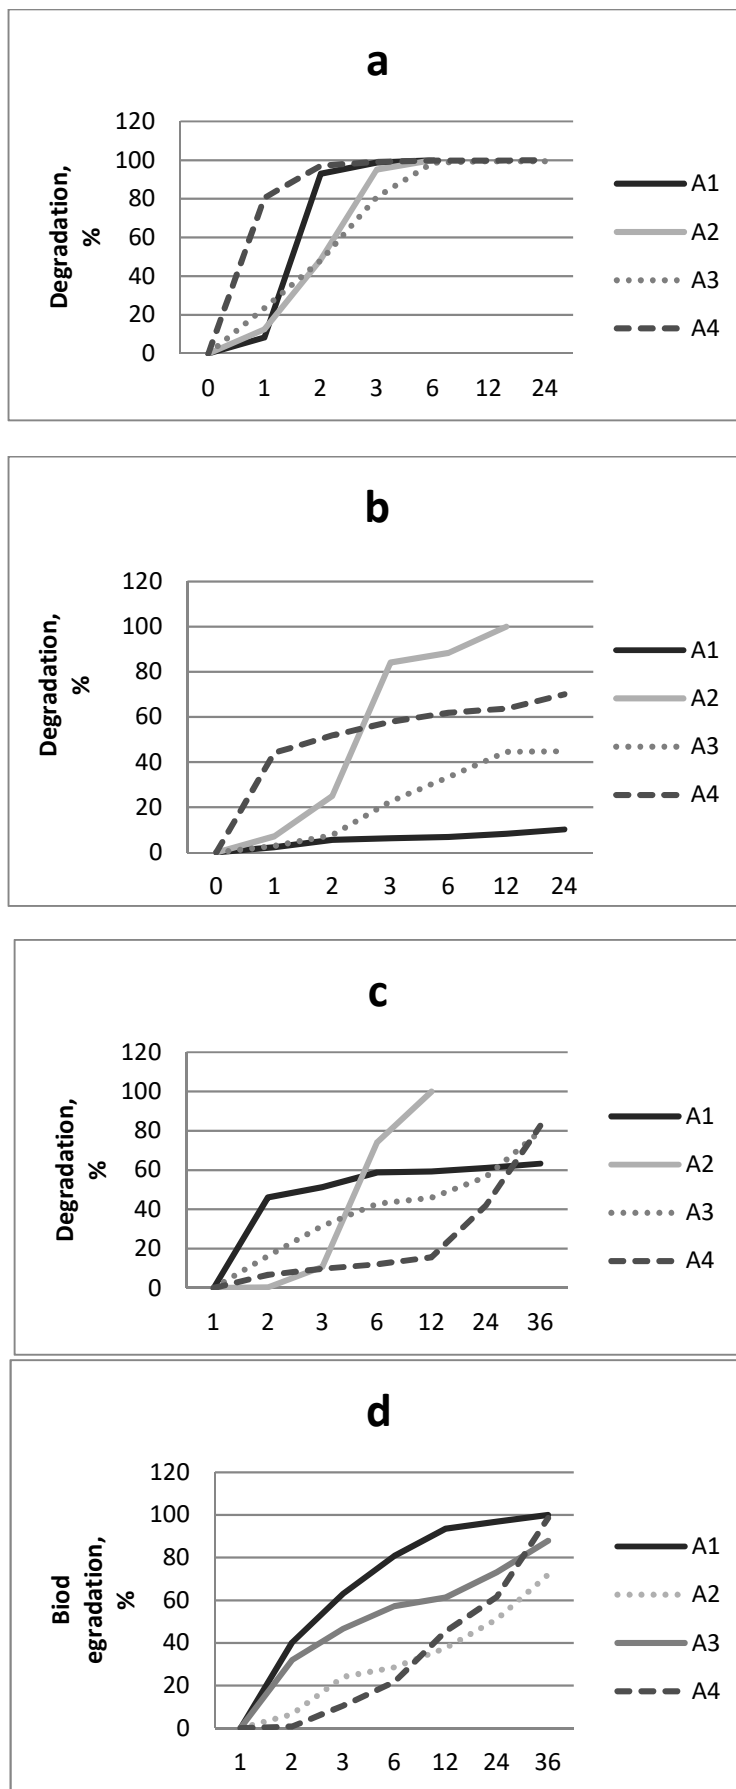 a
120
100
80
60
40
20
0
Degradation,
%
0 1 2 3 6 12 24
A1
A2
A3
A4
b
120
100
80
60
40
20
0
Degradation,
%
0 1 2 3 6 12 24
A1
A2
A3
A4
c
120
100
80
60
40
20
0
Degradation,
%
1 2 3 6 12 24 36
A1
A2
A3
A4
d
120
100
80
60
40
20
0
Biod
egradation,
%
1 2 3 6 12 24 36
A1
A2
A3
A4